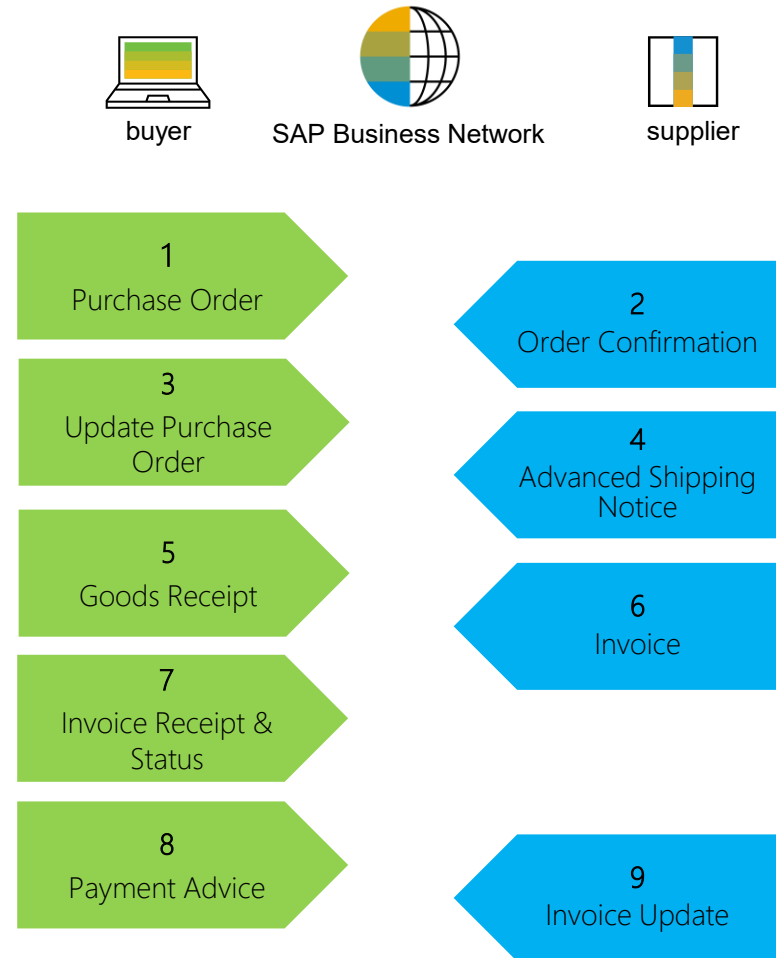 buyer
SAP Business Network
supplier
1
Purchase Order
2
Order Confirmation
3
Update Purchase
Order
4
Advanced Shipping
Notice
5
Goods Receipt
6
Invoice
7
Invoice Receipt &
Status
8
Payment Advice
9
Invoice Update